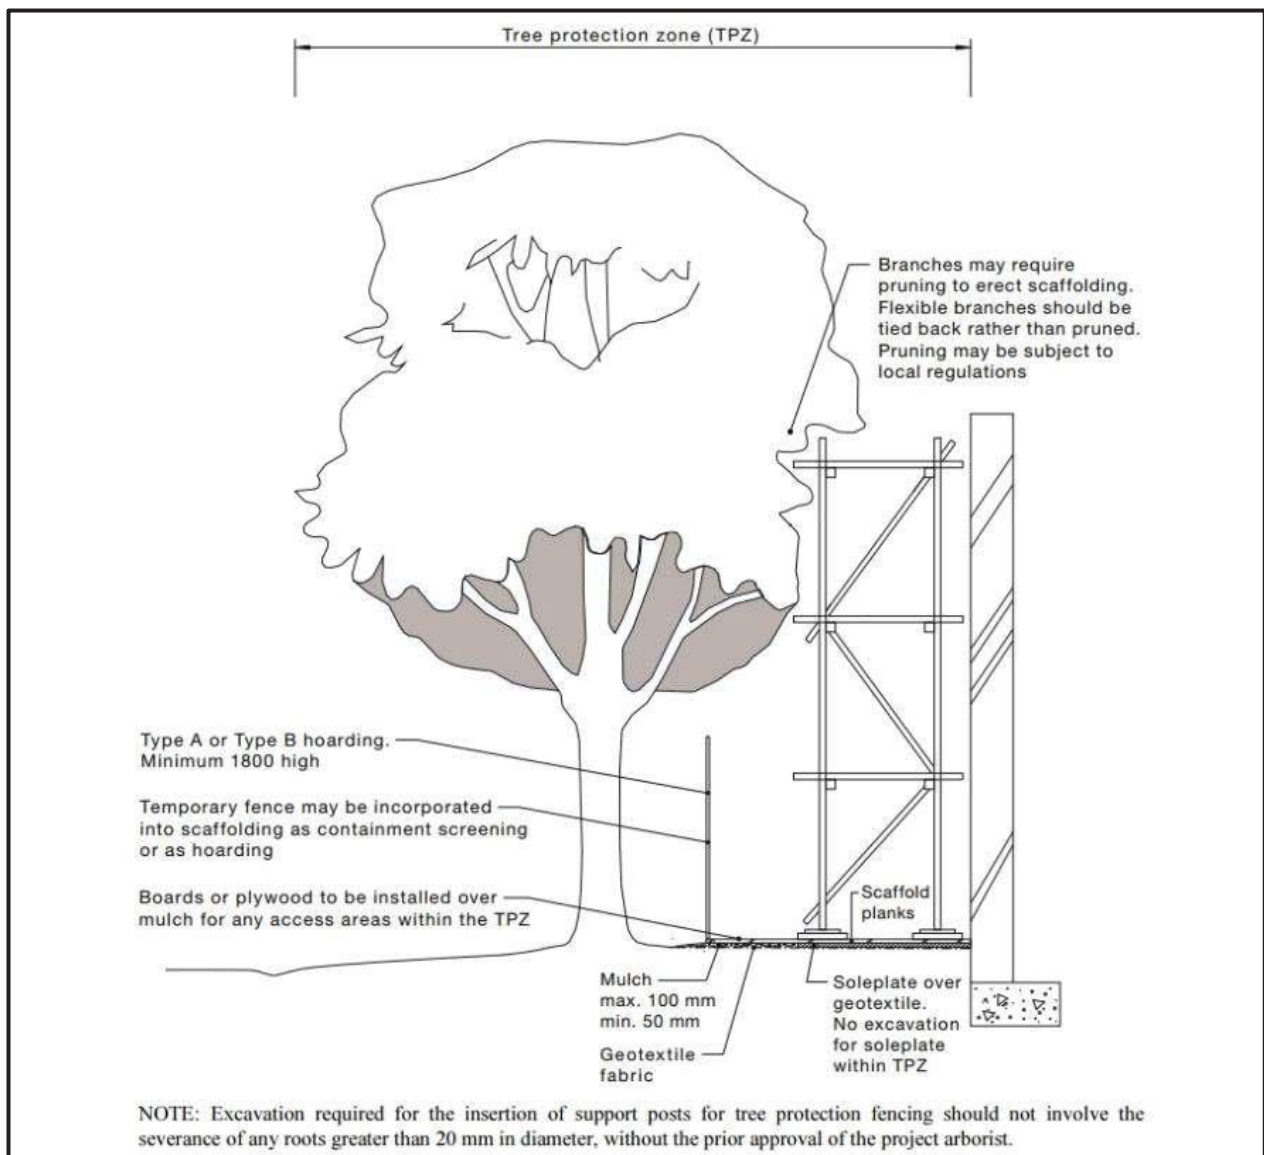 Tree protection zone (TPZ)
Branches may require
pruning to erect scaffolding.
Flexible branches should be
tied back rather than pruned.
Pruning may be subject to
local regulations
Type A or Type B hoarding.
Minimum 1800 high
Temporary fence may be incorporated
into scaffolding as containment screening
or as hoarding
Boards or plywood to be installed over
mulch for any access areas within the TPZ
Scaffold
planks
Mulch
max. 100 mm
min. 50 mm
Geotextile
fabric
Soleplate over
geotextile.
No excavation
for soleplate
within TPZ
NOTE: Excavation required for the insertion of support posts for tree protection fencing should not involve the
severance of any roots greater than 20 mm in diameter, without the prior approval of the project arborist.